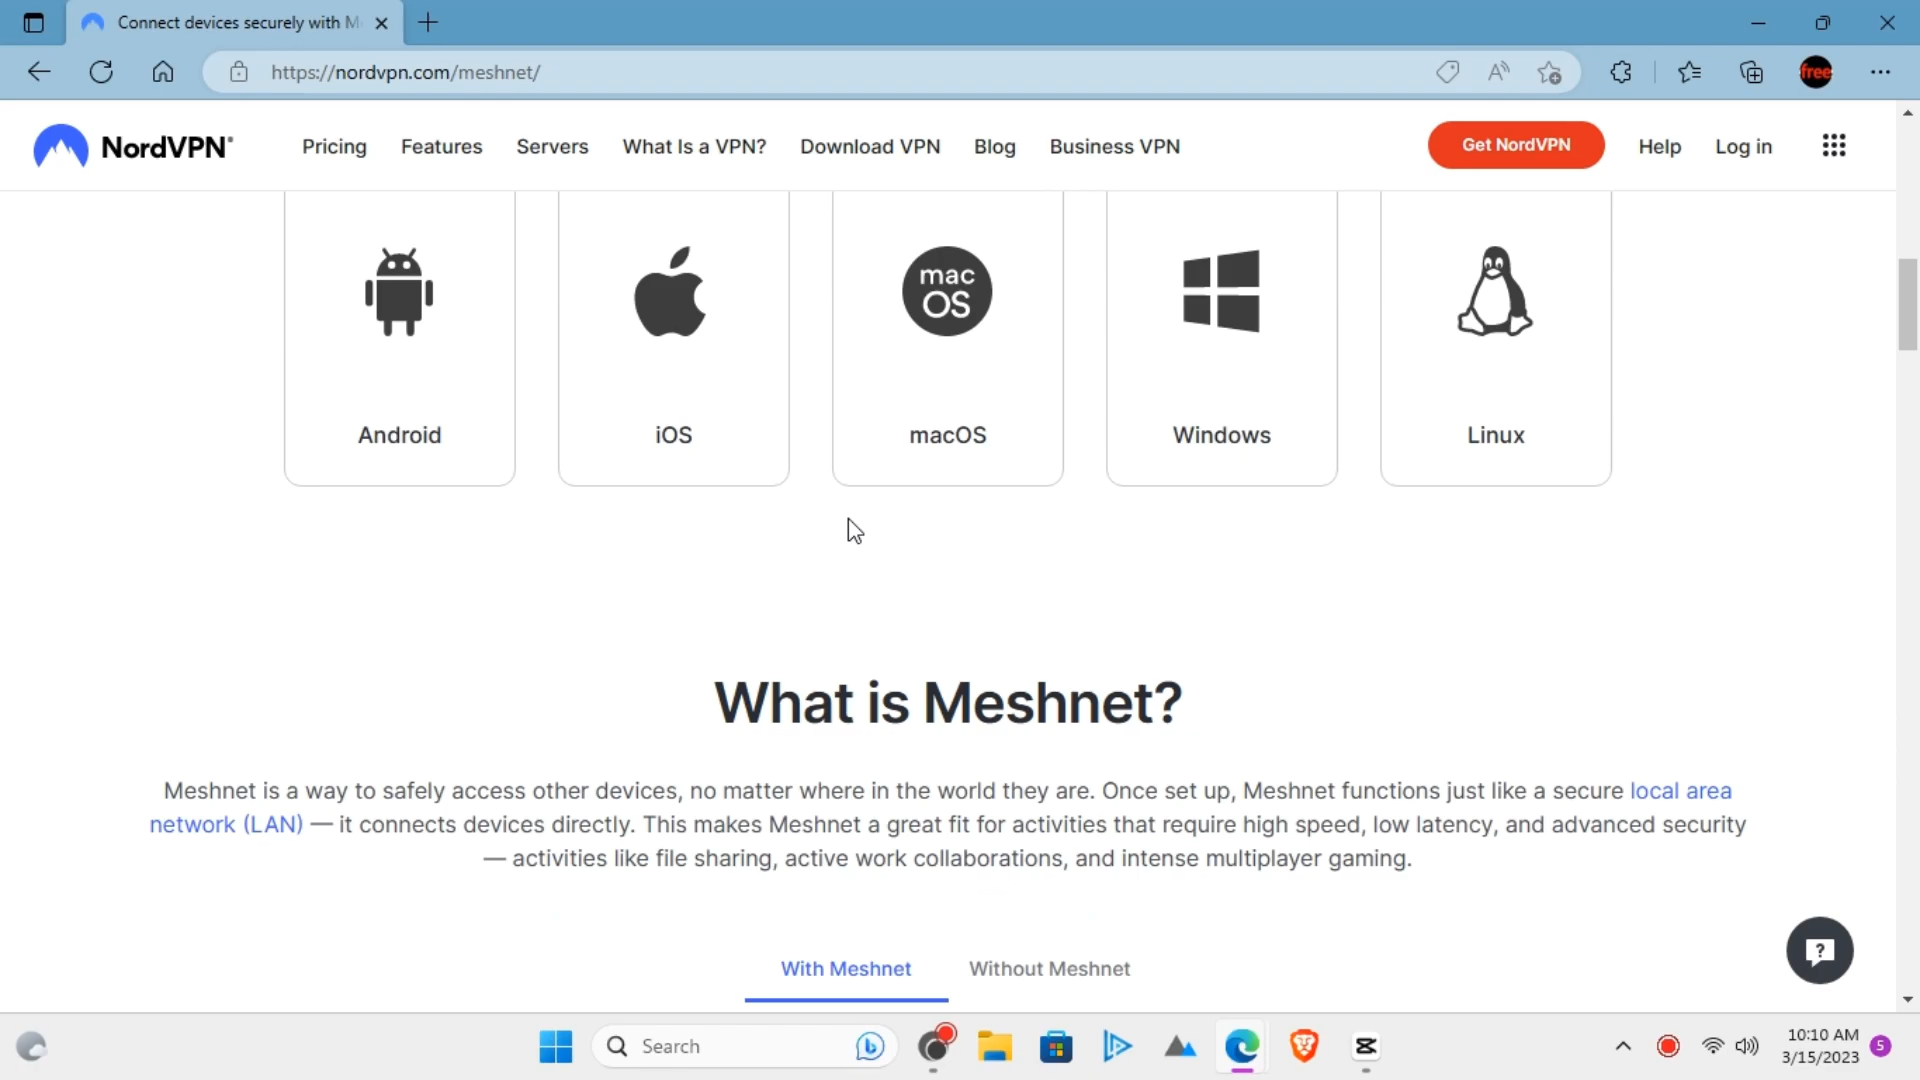 Connect devices securely with M
https://nordvpn.com/meshnet/
free
NordVPN®
Pricing
Features
Servers
What Is a VPN?
Download VPN
Blog
Business VPN
Get NordVPN
Help
Log in
mac
OS
Android
iOS
macOS
Windows
Linux
What is Meshnet?
Meshnet is a way to safely access other devices, no matter where in the world they are. Once set up, Meshnet functions just like a secure local area
network (LAN) — it connects devices directly. This makes Meshnet a great fit for activities that require high speed, low latency, and advanced security
— activities like file sharing, active work collaborations, and intense multiplayer gaming.
With Meshnet
Without Meshnet
?
Search
10:10 AM
3/15/2023
5